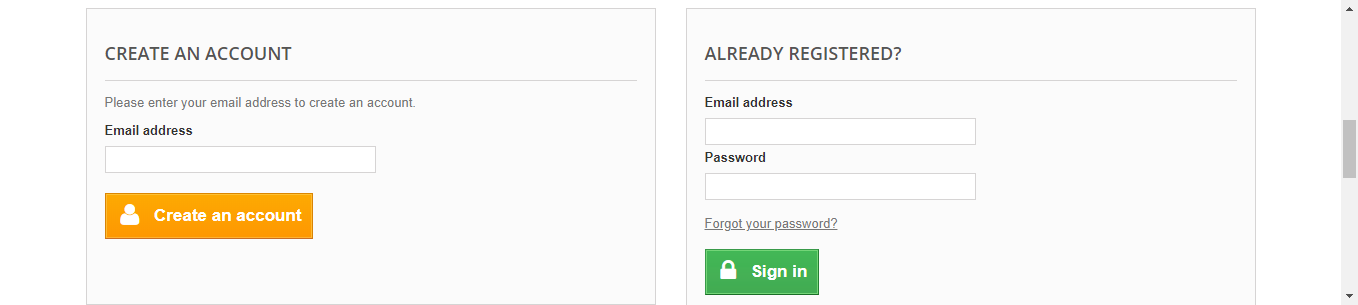 CREATE AN ACCOUNT
Please enter your email address to create an account.
Email address
Create an account
ALREADY REGISTERED?
Email address
Password
Forgot your password?
Sign in